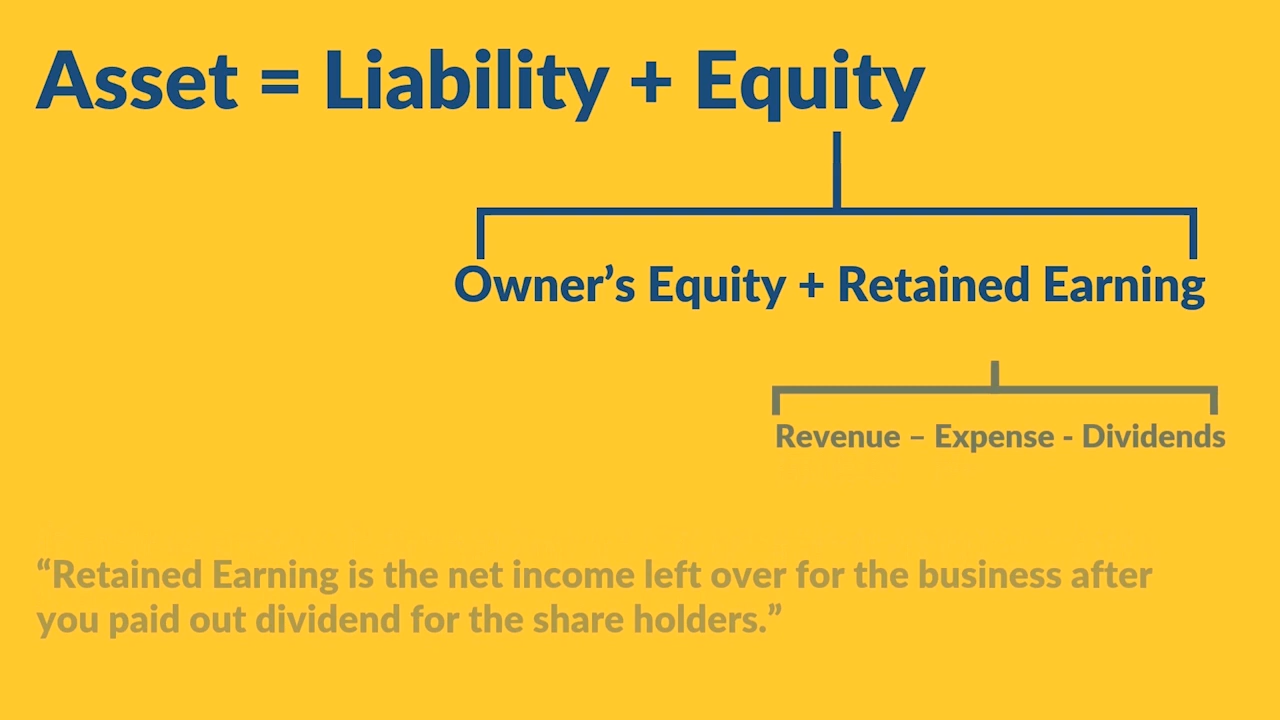 Asset = Liability + Equity
Owner’s Equity + Retained Earning
Revenue – Expense - Dividends
“Retained Earning is the net income left over for the business after
you paid out dividend for the share holders.”